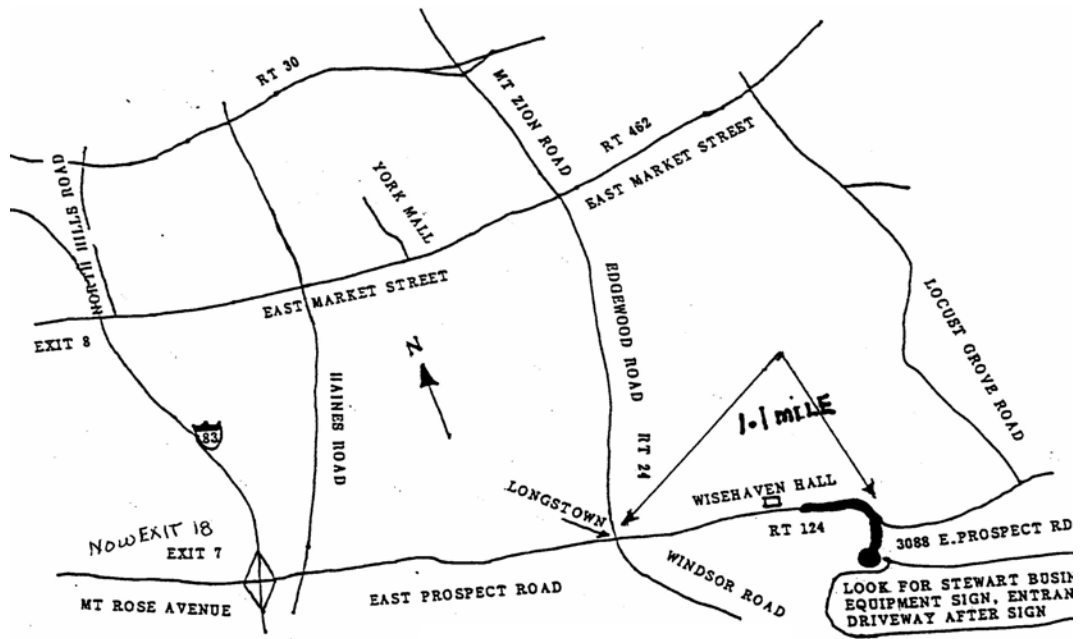 RT 30
MT ZION ROAD
RT 462
EAST MARKET STREET
NORTH HILLS ROAD
YORK MALL
EAST MARKET STREET
EXIT 8
N
83
HAINES ROAD
EDGEWOOD ROAD
RT 24
LOCUST GROVE ROAD
1.1 MILE
LONGSTOWN
WISEHAVEN HALL
RT 124
NOW EXIT 18
EXIT 7
MT ROSE AVENUE
EAST PROSPECT ROAD
WINDSOR ROAD
3088 E.PROSPECT RD
LOOK FOR STEWART BUSIN
EQUIPMENT SIGN, ENTRAN
DRIVEWAY AFTER SIGN